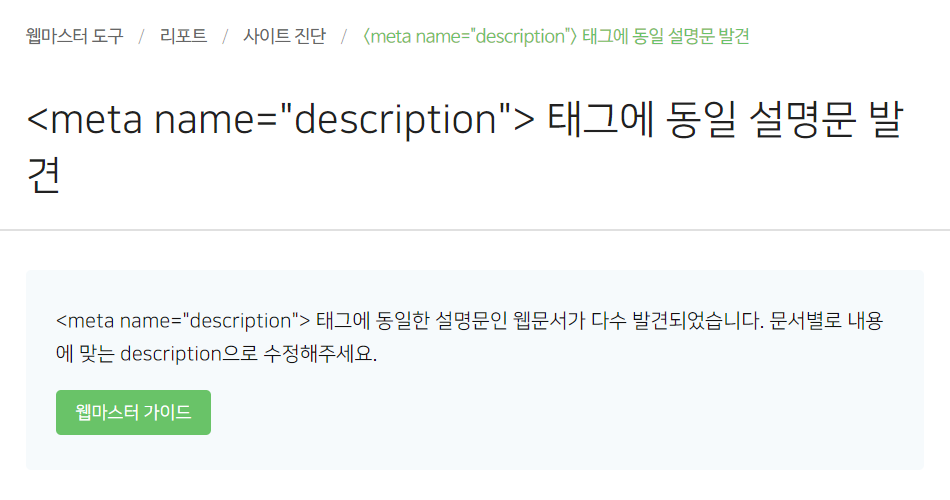 웹마스터 도구 / 리포트 / 사이트 진단 / <meta name="description"> 태그에 동일 설명문 발견
<meta name="description"> 태그에 동일 설명문 발
견
<meta name="description"> 태그에 동일한 설명문인 웹문서가 다수 발견되었습니다. 문서별로 내용
에 맞는 description으로 수정해주세요.
웹마스터 가이드